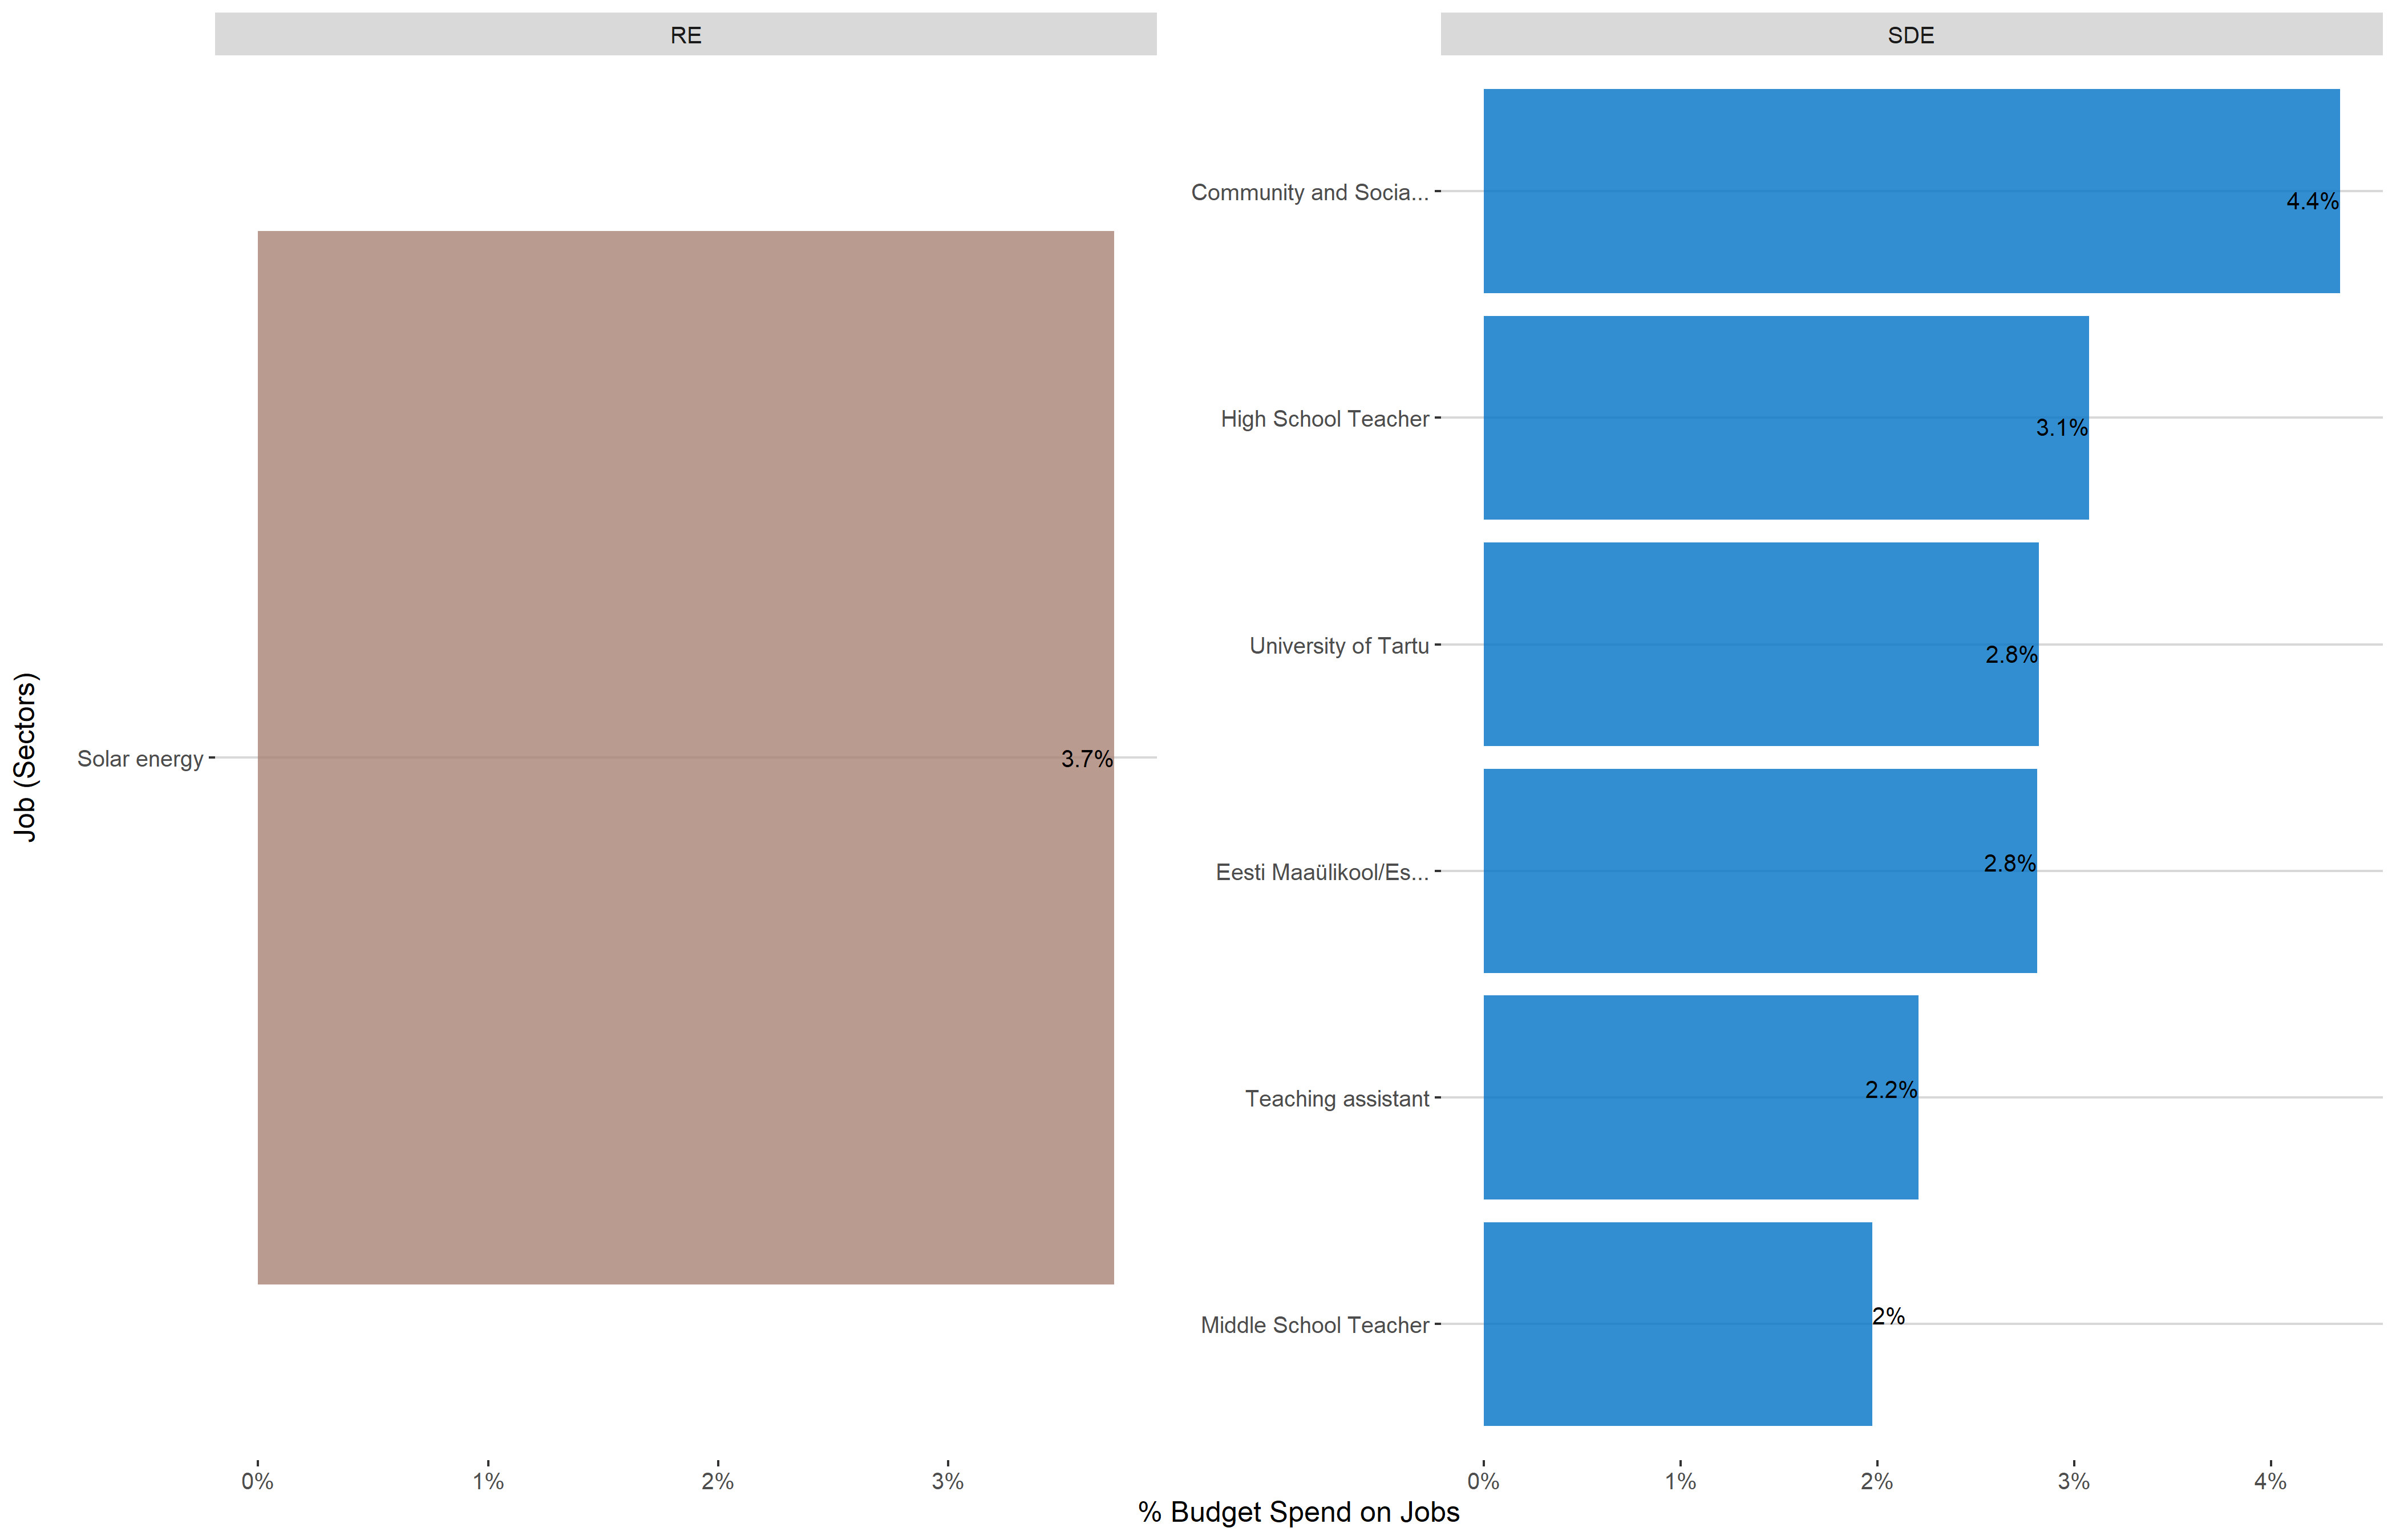 RE
SDE
Job (Sectors)
Solar energy
3.7%
0%
1%
2%
3%
Community and Socia...
4.4%
High School Teacher
3.1%
University of Tartu
2.8%
Eesti Maaülikool/Es...
2.8%
Teaching assistant
2.2%
Middle School Teacher
2%
0%
1%
2%
3%
4%
% Budget Spend on Jobs